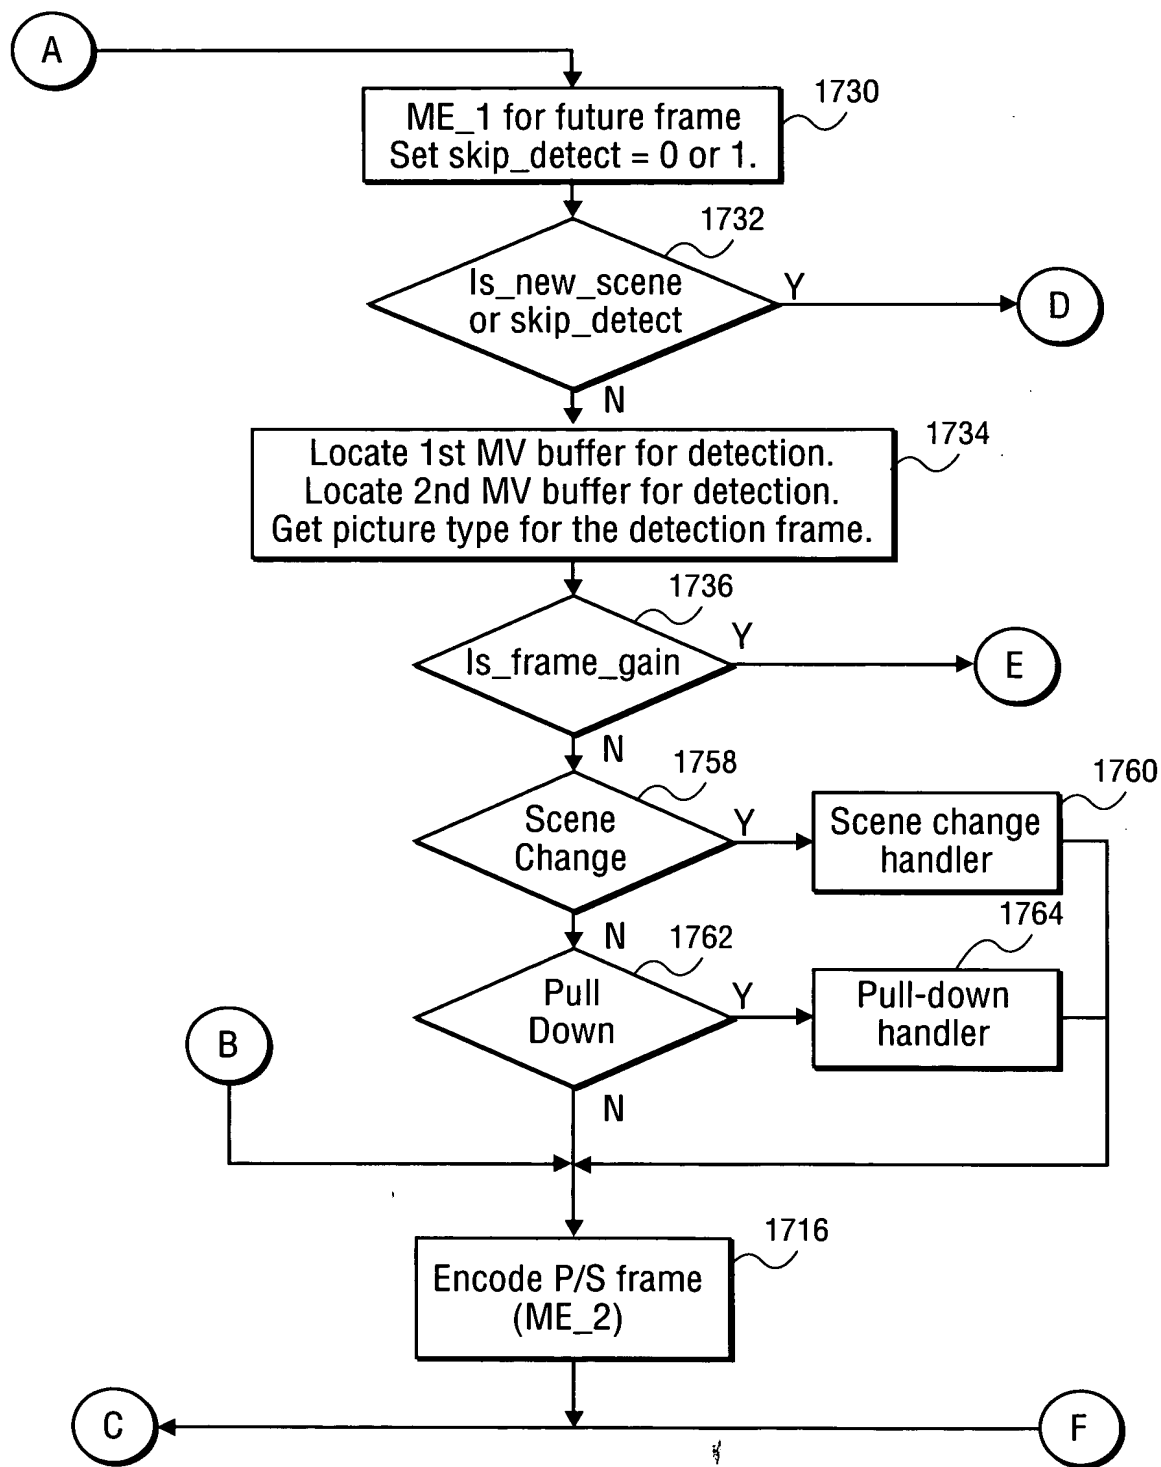 A
1730
ME_1 for future frame
Set skip_detect = 0 or 1.
1732
Is_new_scene
or skip_detect
Y
D
N
1734
Locate 1st MV buffer for detection.
Locate 2nd MV buffer for detection.
Get picture type for the detection frame.
1736
Is_frame_gain
Y
E
N
1758
Scene
Change
Y
1760
Scene change
handler
N
1762
Pull
Down
Y
1764
Pull-down
handler
B
N
1716
Encode P/S frame
(ME_2)
C
F